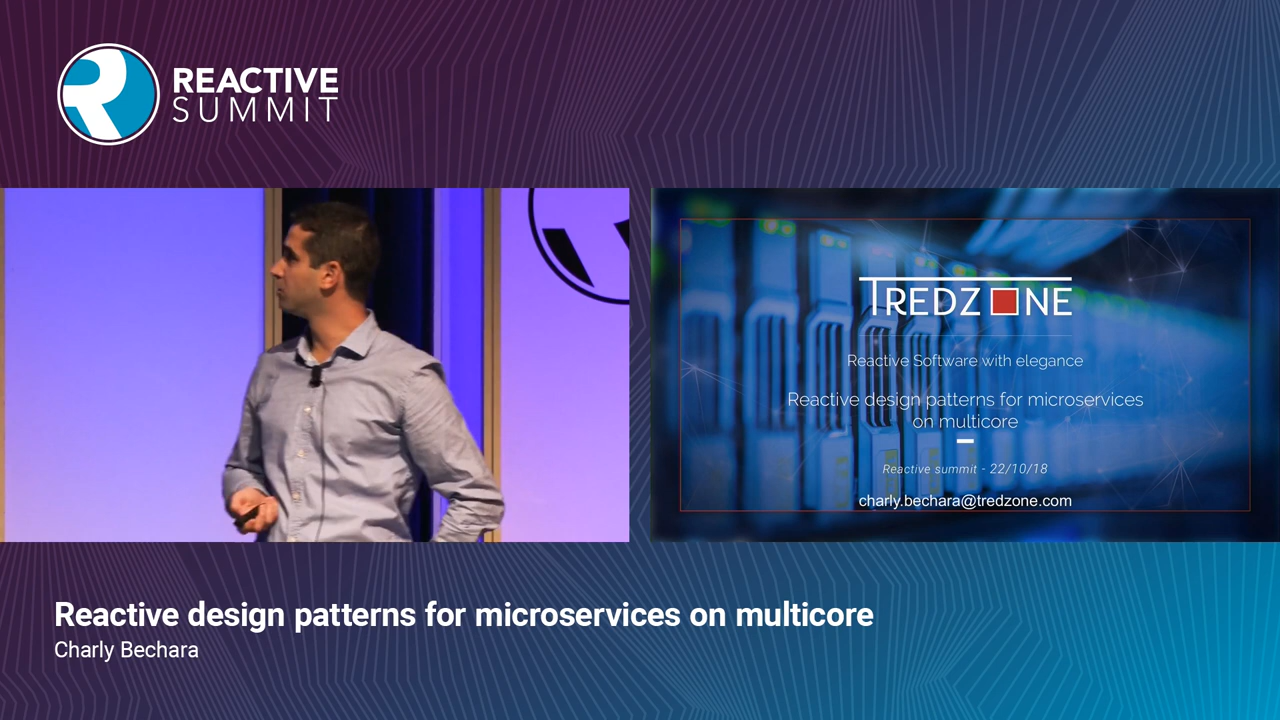 REACTIVE
SUMMIT
TREDZONE
Reactive Software with elegance
Reactive design patterns for microservices
on multicore
Reactive summit - 22/10/18
charly.bechara@tredzone.com
Reactive design patterns for microservices on multicore
Charly Bechara